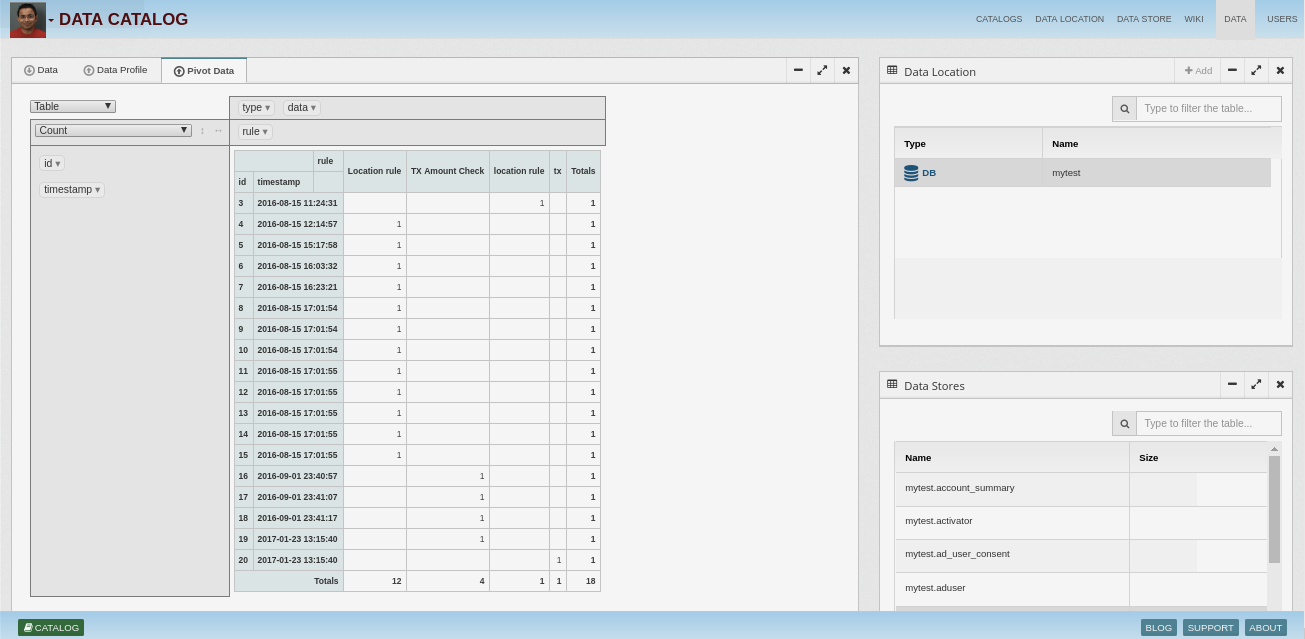 DATA CATALOG
CATALOGS DATA LOCATION DATA STORE WIKI DATA USERS
Data Data Profile Pivot Data
Table
type ▾ data ▾
Count ↕ ↔
rule ▾
id ▾
timestamp ▾
rule Location rule TX Amount Check location rule tx Totals
id timestamp
3 2016-08-15 11:24:31 1 1
4 2016-08-15 12:14:57 1 1
5 2016-08-15 15:17:58 1 1
6 2016-08-15 16:03:32 1 1
7 2016-08-15 16:23:21 1 1
8 2016-08-15 17:01:54 1 1
9 2016-08-15 17:01:54 1 1
10 2016-08-15 17:01:54 1 1
11 2016-08-15 17:01:55 1 1
12 2016-08-15 17:01:55 1 1
13 2016-08-15 17:01:55 1 1
14 2016-08-15 17:01:55 1 1
15 2016-08-15 17:01:55 1 1
16 2016-09-01 23:40:57 1 1
17 2016-09-01 23:41:07 1 1
18 2016-09-01 23:41:17 1 1
19 2017-01-23 13:15:40 1 1
20 2017-01-23 13:15:40 1 1
Totals 12 4 1 1 18
Data Location + Add
Type to filter the table...
Type Name
DB mytest
Data Stores
Type to filter the table...
Name Size
mytest.account_summary
mytest.activator
mytest.ad_user_consent
mytest.aduser
CATALOG
BLOG SUPPORT ABOUT